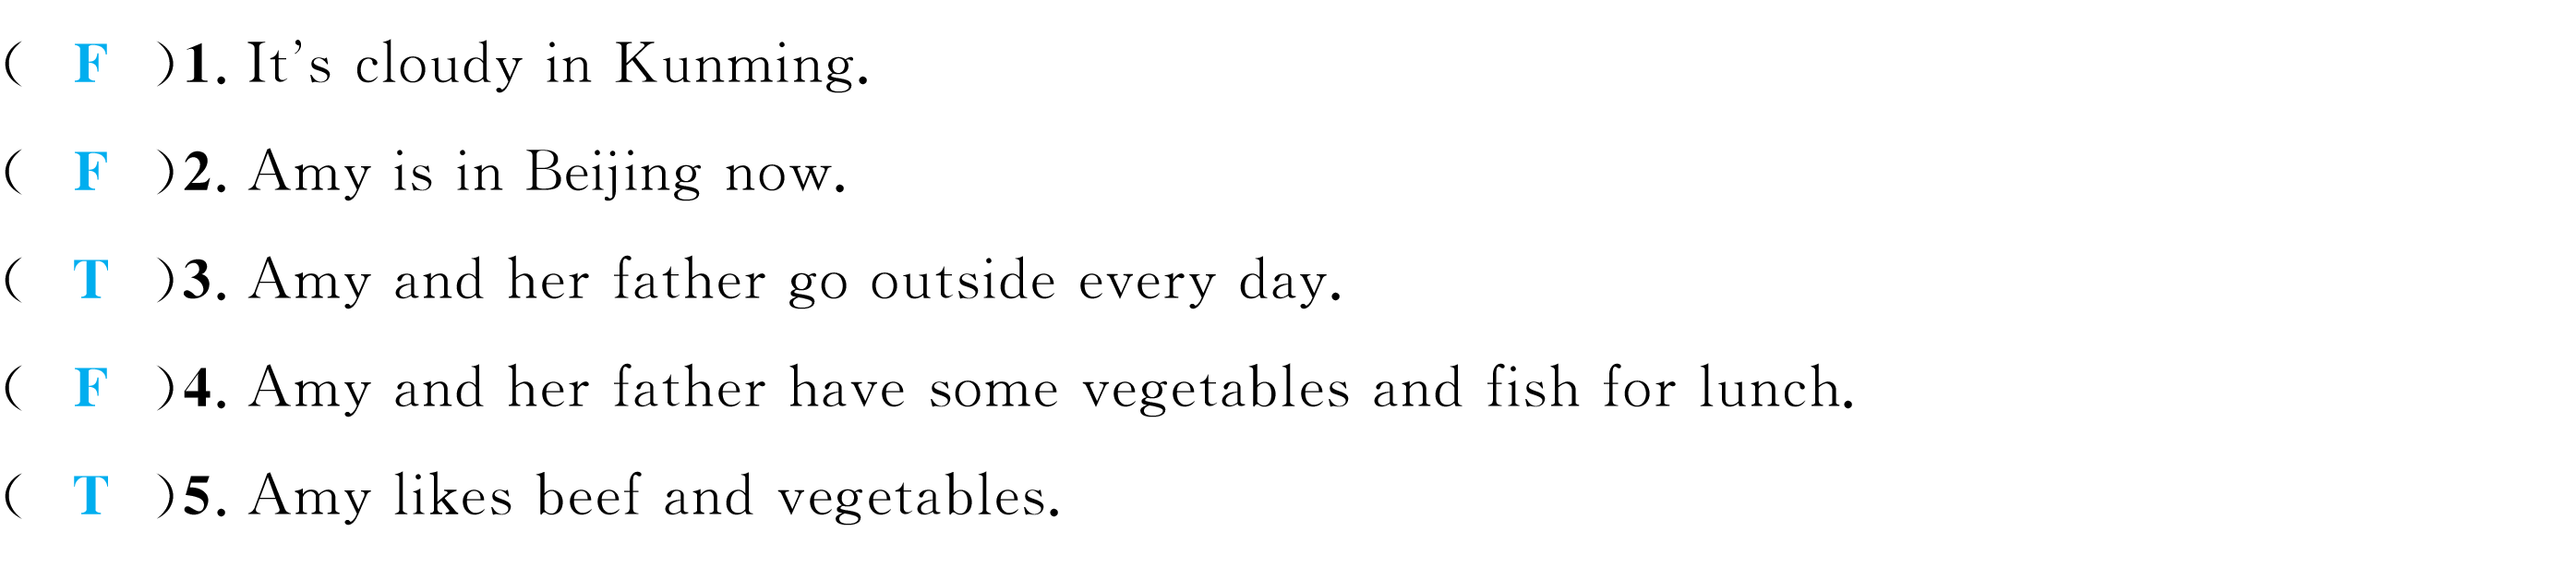 ( F )1. It's cloudy in Kunming.
( F )2. Amy is in Beijing now.
( T )3. Amy and her father go outside every day.
( F )4. Amy and her father have some vegetables and fish for lunch.
( T )5. Amy likes beef and vegetables.